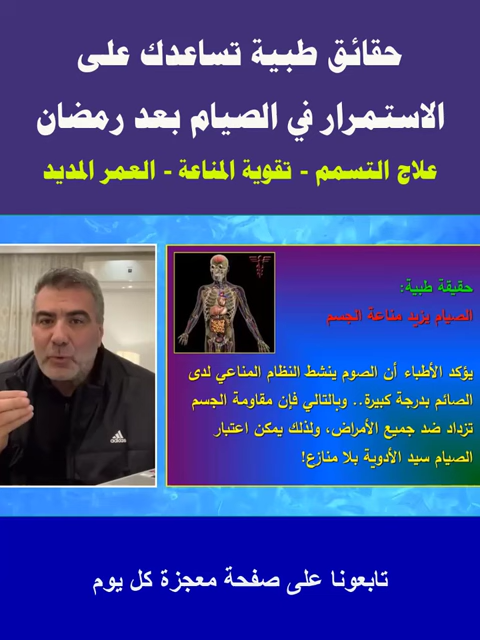 حقائق طبية تساعدك على
الاستمرار في الصيام بعد رمضان
علاج التسمم - تقوية المناعة - العمر المديد
حقيقة طبية:
الصيام يزيد مناعة الجسم
يؤكد الأطباء أن الصوم ينشط النظام المناعي لدى
الصائم بدرجة كبيرة.. وبالتالي فإن مقاومة الجسم
تزداد ضد جميع الأمراض، ولذلك يمكن اعتبار
الصيام سيد الأدوية بلا منازع!
adidas
تابعونا على صفحة معجزة كل يوم